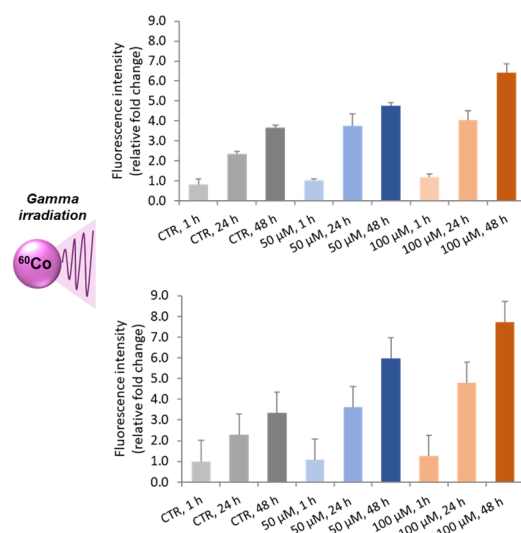 Fluorescence intensity
(relative fold change)
9.0
8.0
7.0
6.0
5.0
4.0
3.0
2.0
1.0
CTR, 1 h
CTR, 24 h
CTR, 48 h
50 µM, 1 h
50 µM, 24 h
50 µM, 48 h
100 µM, 1 h
100 µM, 24 h
100 µM, 48 h
Gamma
irradiation
60Co
Fluorescence intensity
(relative fold change)
9.0
8.0
7.0
6.0
5.0
4.0
3.0
2.0
1.0
0.0
CTR, 1 h
CTR, 24 h
CTR, 48 h
50 µM, 1 h
50 µM, 24 h
50 µM, 48 h
100 µM, 1h
100 µM, 24 h
100 µM, 48 h